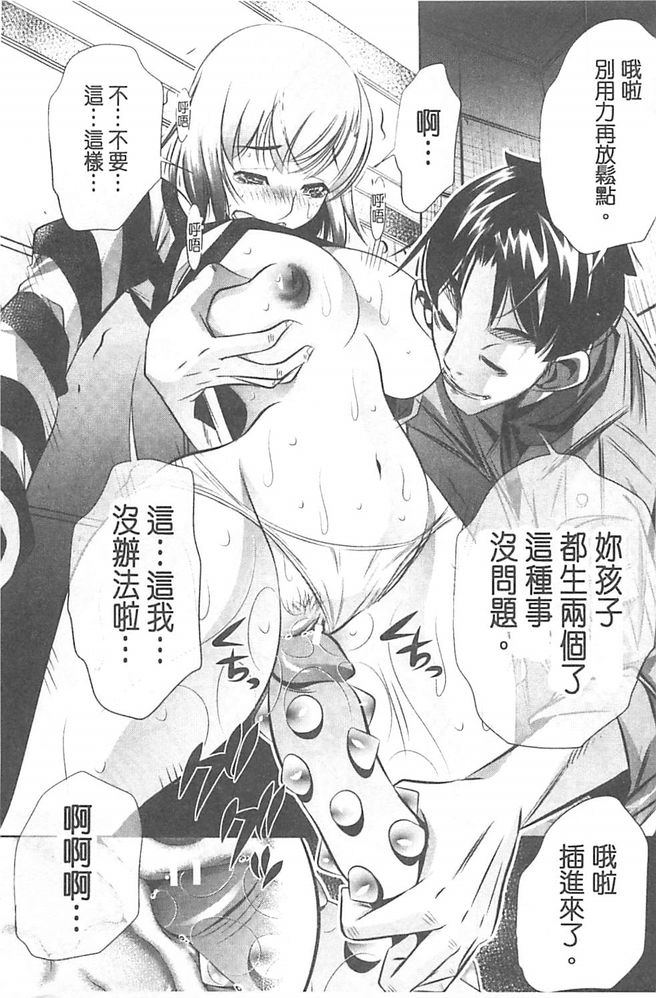 哦啦
別用力再放鬆點。
啊…
不…不要…
這…這樣…
呼唔
呼唔
呼唔
妳孩子
都生兩個了
這種事
沒問題。
這…這我…
沒辦法啦…
くちっ
くちっ
哦啦
插進來了。
啊啊啊…